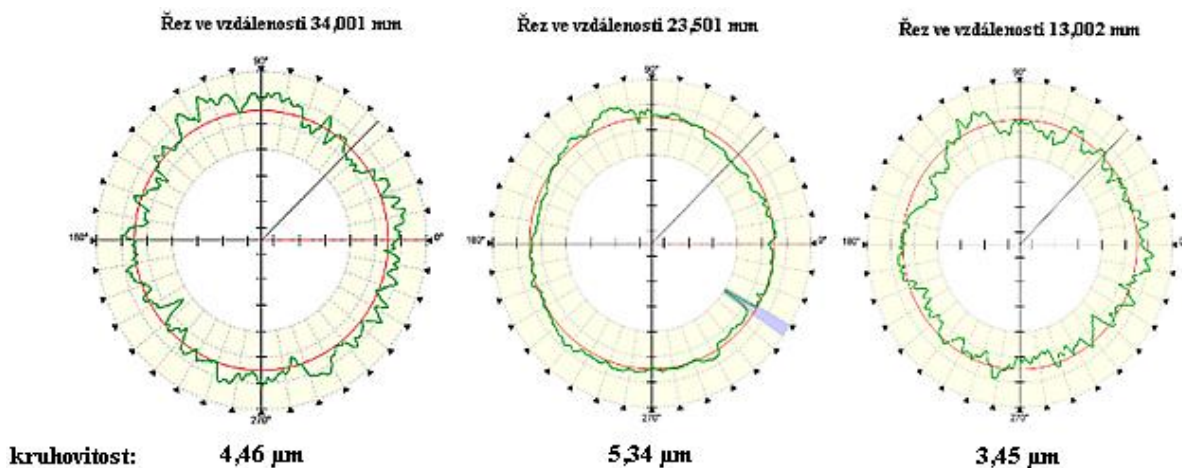 Řez ve vzdálenosti 34,001 mm
Řez ve vzdálenosti 23,501 mm
Řez ve vzdálenosti 13,002 mm
90°
90°
90°
180°
0°
180°
0°
180°
0°
270°
270°
270°
kruhovitost:
4,46 µm
5,34 µm
3,45 µm